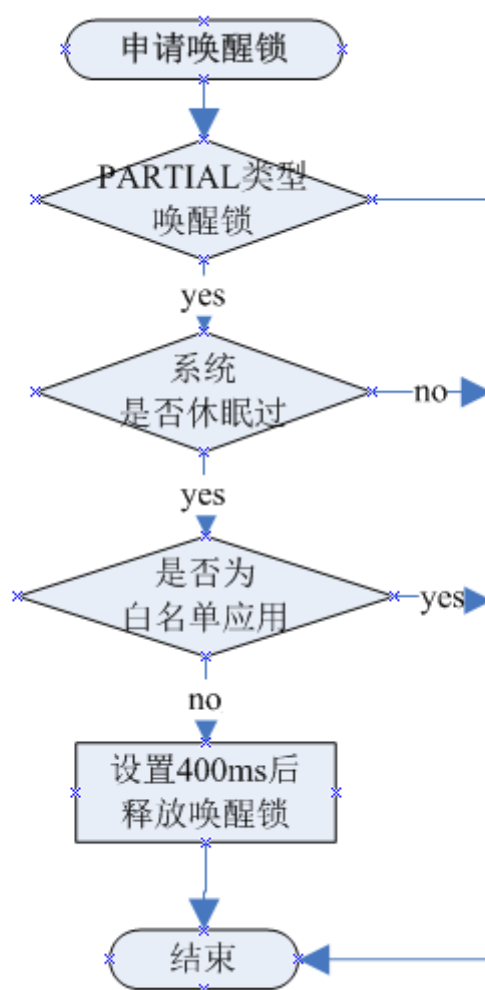 申请唤醒锁
PARTIAL类型
唤醒锁
yes
系统
是否休眠过
no
yes
是否为
白名单应用
yes
no
设置400ms后
释放唤醒锁
结束